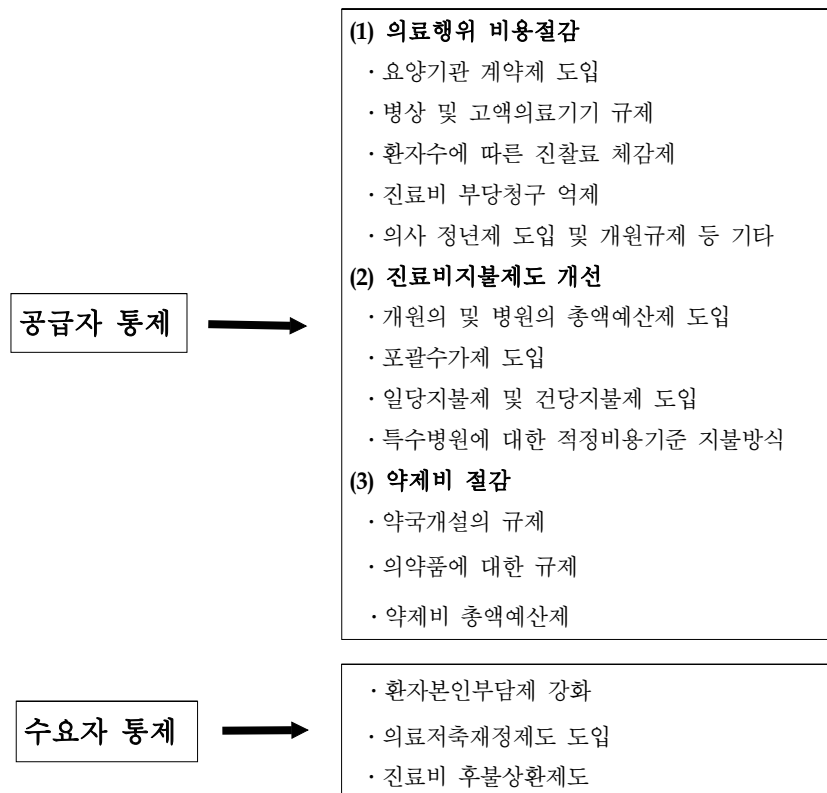 (1) 의료행위 비용절감
· 요양기관 계약제 도입
· 병상 및 고액의료기기 규제
· 환자수에 따른 진찰료 체감제
· 진료비 부당청구 억제
· 의사 정년제 도입 및 개원규제 등 기타
(2) 진료비지불제도 개선
공급자 통제
· 개원의 및 병원의 총액예산제 도입
· 포괄수가제 도입
· 일당지불제 및 건당지불제 도입
· 특수병원에 대한 적정비용기준 지불방식
(3) 약제비 절감
· 약국개설의 규제
· 의약품에 대한 규제
· 약제비 총액예산제
수요자 통제
· 환자본인부담제 강화
· 의료저축재정제도 도입
· 진료비 후불상환제도